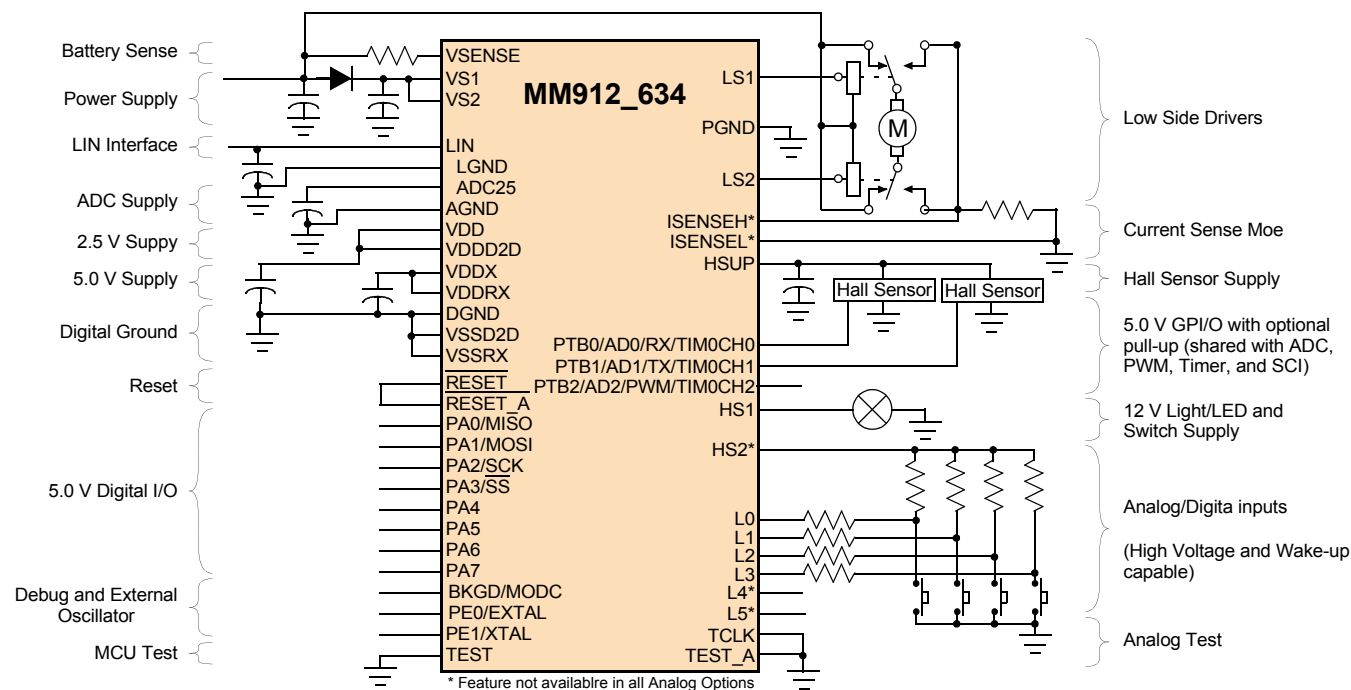 Battery Sense
Power Supply
LIN Interface
ADC Supply
2.5 V Suppy
5.0 V Supply
Digital Ground
Reset
5.0 V Digital I/O
Debug and External
Oscillator
MCU Test
MM912_634
VSENSE
VS1
VS2
LIN
LGND
ADC25
AGND
VDD
VDDD2D
VDDX
VDDRX
DGND
VSSD2D
VSSRX
RESET
RESET_A
PA0/MISO
PA1/MOSI
PA2/SCK
PA3/SS
PA4
PA5
PA6
PA7
BKGD/MODC
PE0/EXTAL
PE1/XTAL
TEST
LS1
PGND
LS2
ISENSEH*
ISENSEL*
HSUP
PTB0/AD0/RX/TIM0CH0
PTB1/AD1/TX/TIM0CH1
PTB2/AD2/PWM/TIM0CH2
HS1
HS2*
L0
L1
L2
L3
L4*
L5*
TCLK
TEST_A
M
Hall Sensor
Hall Sensor
Low Side Drivers
Current Sense Moe
Hall Sensor Supply
5.0 V GPI/O with optional
pull-up (shared with ADC,
PWM, Timer, and SCI)
12 V Light/LED and
Switch Supply
Analog/Digita inputs
(High Voltage and Wake-up
capable)
Analog Test
* Feature not availablre in all Analog Options